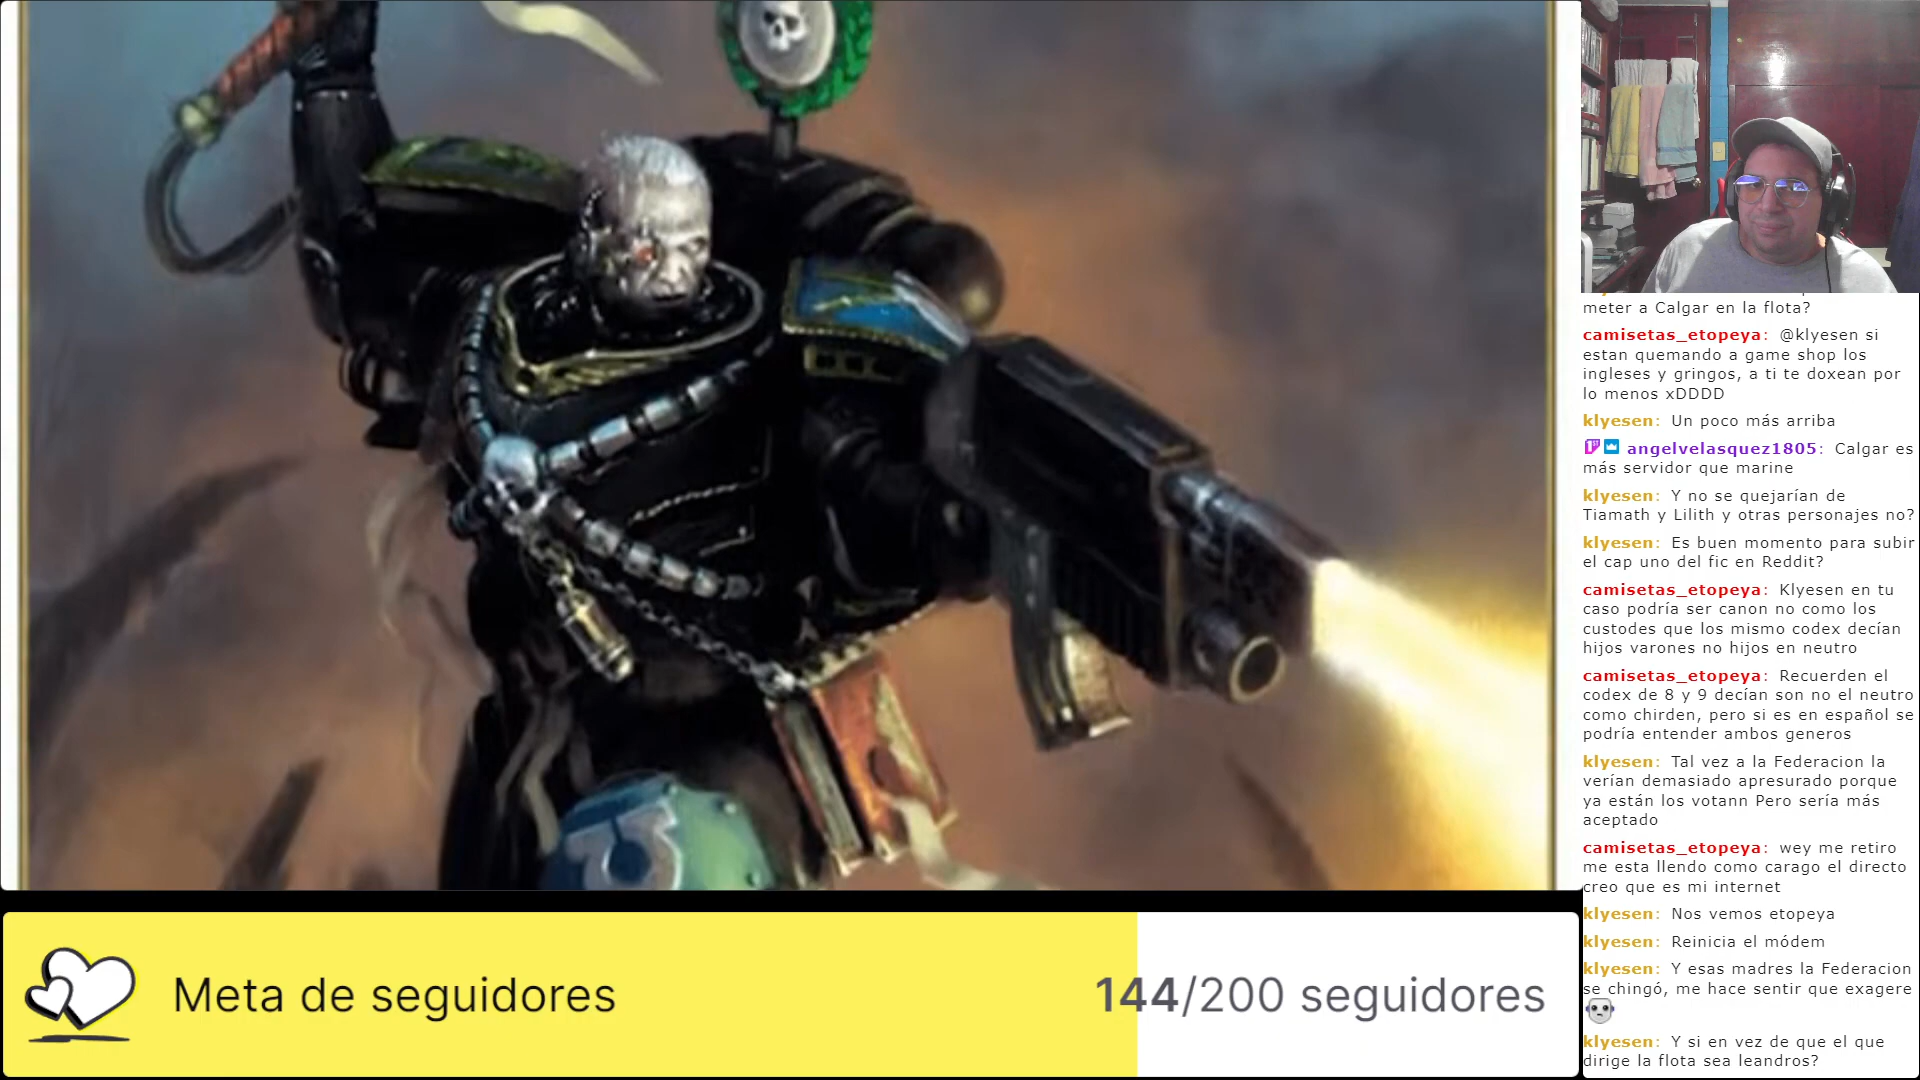 meter a Calgar en la flota?
camisetas_etopeya: @klyesen si
estan quemando a game shop los
ingleses y gringos, a ti te doxean por
lo menos xDDDD
klyesen: Un poco más arriba
angelvelasquez1805: Calgar es
más servidor que marine
klyesen: Y no se quejarían de
Tiamath y Lilith y otras personajes no?
klyesen: Es buen momento para subir
el cap uno del fic en Reddit?
camisetas_etopeya: Klyesen en tu
caso podría ser canon no como los
custodes que los mismo codex decían
hijos varones no hijos en neutro
camisetas_etopeya: Recuerden el
codex de 8 y 9 decían son no el neutro
como chirden, pero si es en español se
podría entender ambos generos
klyesen: Tal vez a la Federacion la
verían demasiado apresurado porque
ya están los votann Pero sería más
aceptado
camisetas_etopeya: wey me retiro
me esta llendo como carago el directo
creo que es mi internet
klyesen: Nos vemos etopeya
klyesen: Reinicia el módem
klyesen: Y esas madres la Federacion
se chingó, me hace sentir que exagere
klyesen: Y si en vez de que el que
dirige la flota sea leandros?
Meta de seguidores
144/200 seguidores